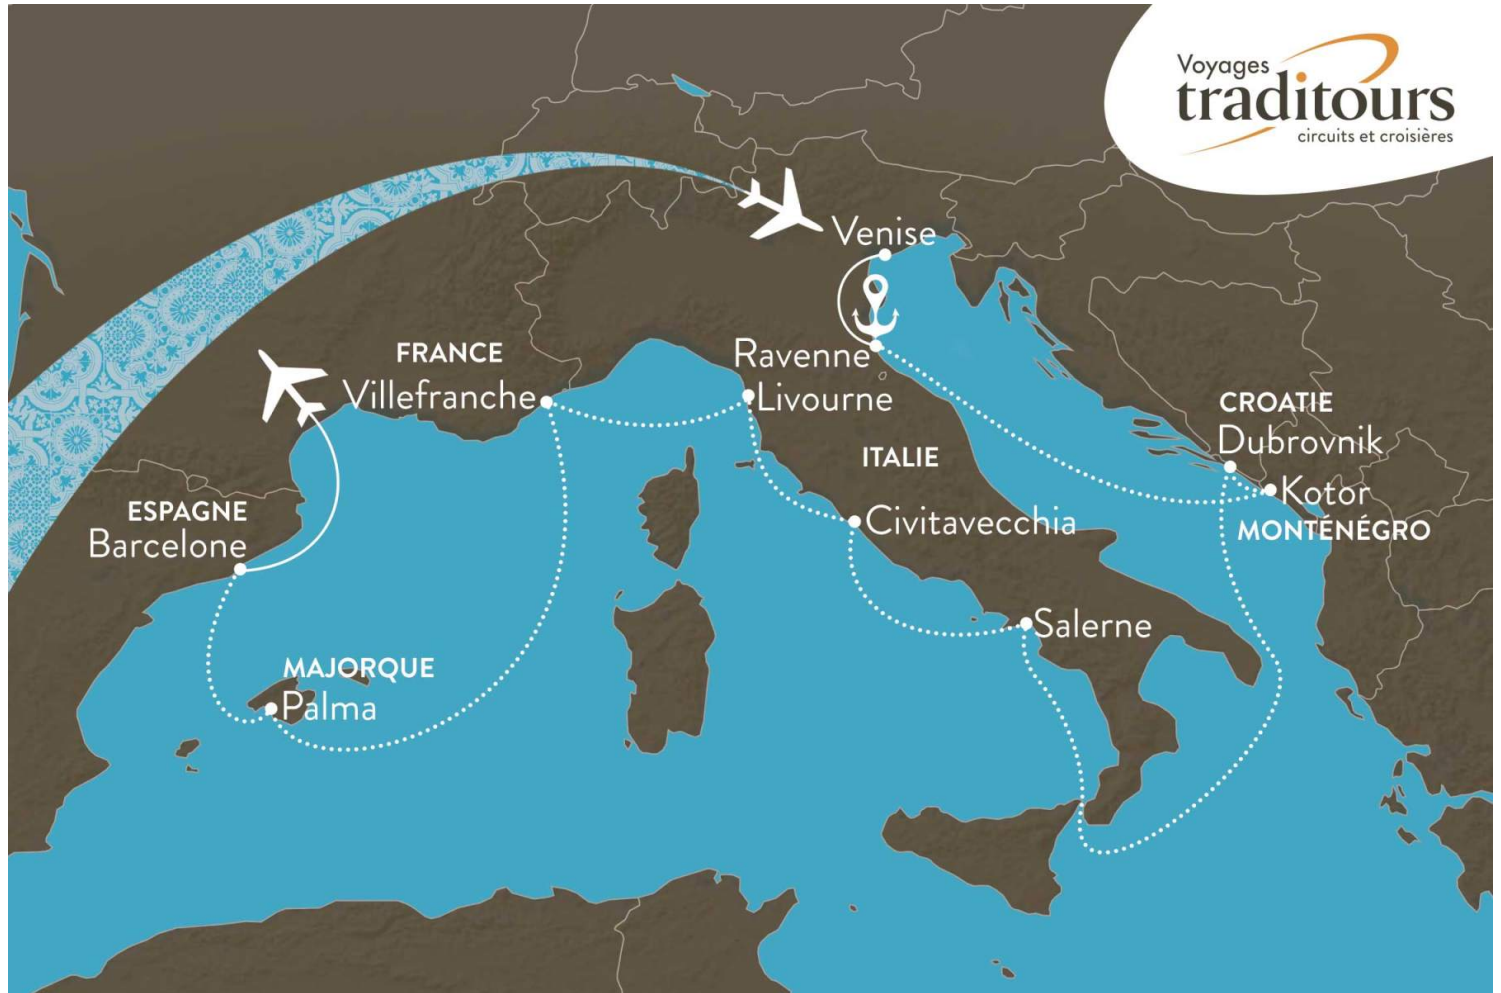 Voyages
traditours
circuits et croisières
Venise
Ravenne
FRANCE
Villefranche
Livourne
CROATIE
Dubrovnik
ITALIE
Kotor
MONTÉNÉGRO
ESPAGNE
Barcelone
Civitavecchia
Salerne
MAJORQUE
Palma